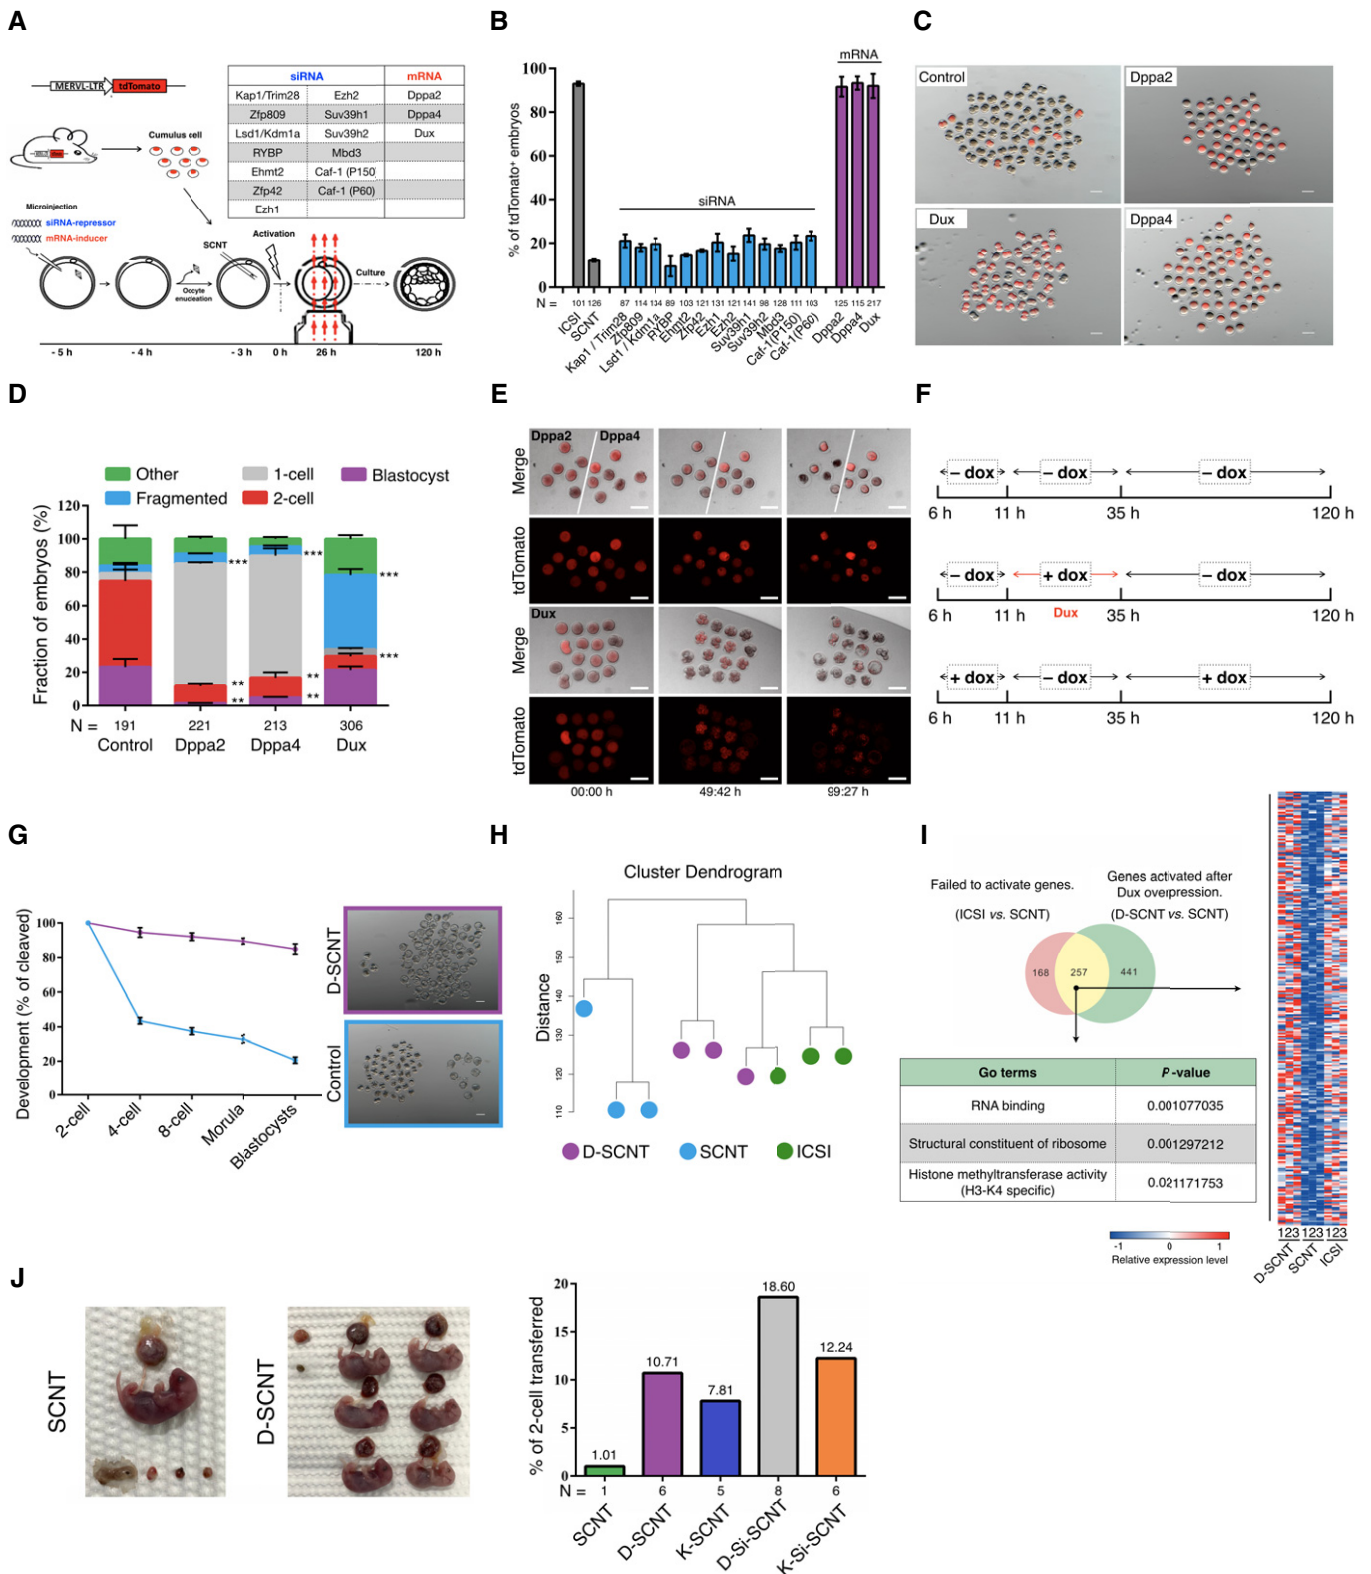 A
MERVL-LTR tdTomato
Cumulus cell
siRNA mRNA
Kap1/Trim28 Ezh2 Dppa2
Zfp809 Suv39h1 Dppa4
Lsd1/Kdm1a Suv39h2 Dux
RYBP Mbd3
Ehmt2 Caf-1 (P150)
Zfp42 Caf-1 (P60)
Ezh1
Microinjection
siRNA-repressor
mRNA-inducer
SCNT
Activation
Oocyte
enucleation
Culture
- 5 h - 4 h - 3 h 0 h 26 h 120 h
B
% of tdTomato+ embryos
100
80
60
40
20
0
siRNA
mRNA
N = 101 126 87 114 104 89 103 121 131 121 141 98 128 111 103 125 115 217
ICSI
SCNT
Kap1 / Trim28
Zfp809
Lsd1 / Kdm1a
RYBP
Ehmt2
Zfp42
Ezh1
Ezh2
Suv39h1
Suv39h2
Mbd3
Caf-1(P150)
Caf-1(P60)
Dppa2
Dppa4
Dux
C
Control Dppa2
Dux Dppa4
D
Other 1-cell Blastocyst
Fragmented 2-cell
Fraction of embryos (%)
120
100
80
60
40
20
0
*** *** ***
***
** **
** **
N = 191 221 213 306
Control Dppa2 Dppa4 Dux
E
Merge
Dppa2 Dppa4
tdTomato
Merge
Dux
tdTomato
00:00 h 49:42 h 99:27 h
F
- dox - dox - dox
6 h 11 h 35 h 120 h
- dox + dox - dox
6 h 11 h Dux 35 h 120 h
+ dox - dox + dox
6 h 11 h 35 h 120 h
G
Development (% of cleaved)
100
80
60
40
20
0
2-cell
4-cell
8-cell
Morula
Blastocysts
D-SCNT
Control
H
Cluster Dendrogram
Distance
160
150
140
130
120
110
D-SCNT SCNT ICSI
I
Failed to activate genes.
(ICSI vs. SCNT)
Genes activated after
Dux overpression.
(D-SCNT vs. SCNT)
168 257 441
Go terms P-value
RNA binding 0.001077035
Structural constituent of ribosome 0.001297212
Histone methyltransferase activity
(H3-K4 specific) 0.021171753
-1 0 1
Relative expression level
123 123 123
D-SCNT
SCNT
ICSI
J
SCNT
D-SCNT
% of 2-cell transferred
20
15
10
5
0
1.01 10.71 7.81 18.60 12.24
N = 1 6 5 8 6
SCNT
D-SCNT
K-SCNT
D-Si-SCNT
K-Si-SCNT